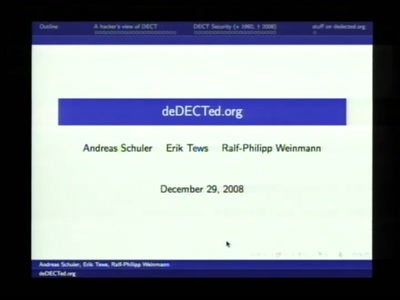 Outline A hacker's view of DECT DECT Security (* 1992, † 2008) stuff on dedected.org
deDECTed.org
Andreas Schuler Erik Tews Ralf-Philipp Weinmann
December 29, 2008
Andreas Schuler, Erik Tews, Ralf-Philipp Weinmann
deDECTed.org